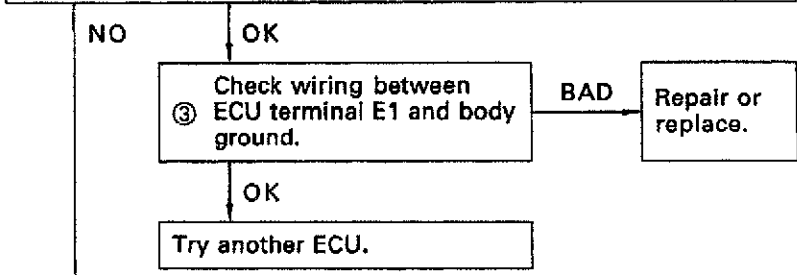 NO
OK
Check wiring between
③ ECU terminal E1 and body
ground.
BAD
Repair or
replace.
OK
Try another ECU.